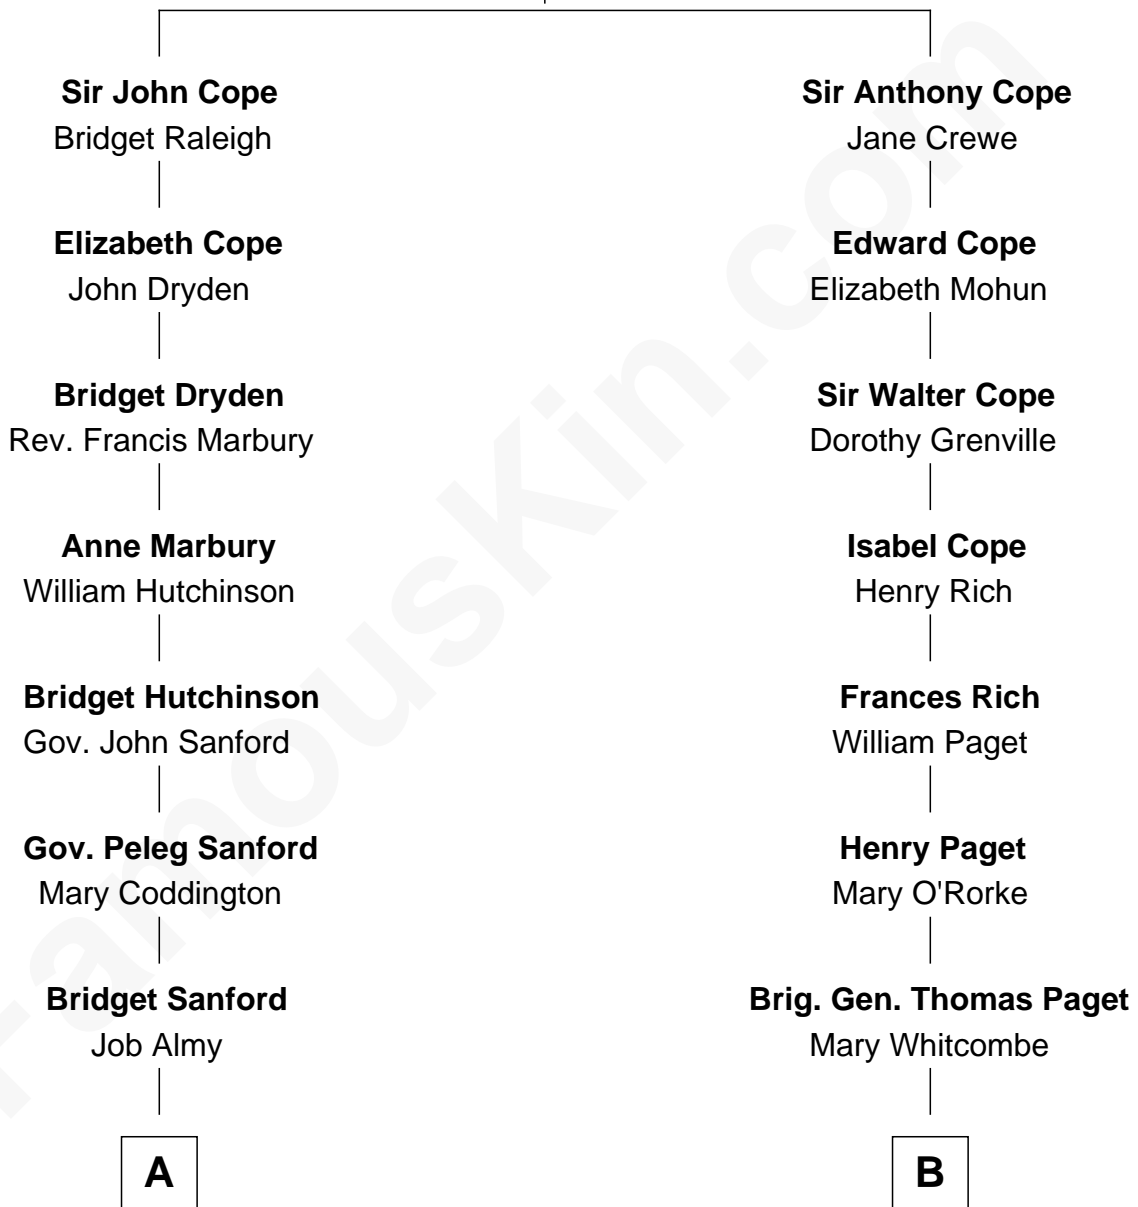 Sir John Cope
Bridget Raleigh
Elizabeth Cope
John Dryden
Bridget Dryden
Rev. Francis Marbury
Anne Marbury
William Hutchinson
Bridget Hutchinson
Gov. John Sanford
Gov. Peleg Sanford
Mary Coddington
Bridget Sanford
Job Almy
A
Sir Anthony Cope
Jane Crewe
Edward Cope
Elizabeth Mohun
Sir Walter Cope
Dorothy Grenville
Isabel Cope
Henry Rich
Frances Rich
William Paget
Henry Paget
Mary O'Rorke
Brig. Gen. Thomas Paget
Mary Whitcombe
B
FamousKin.com